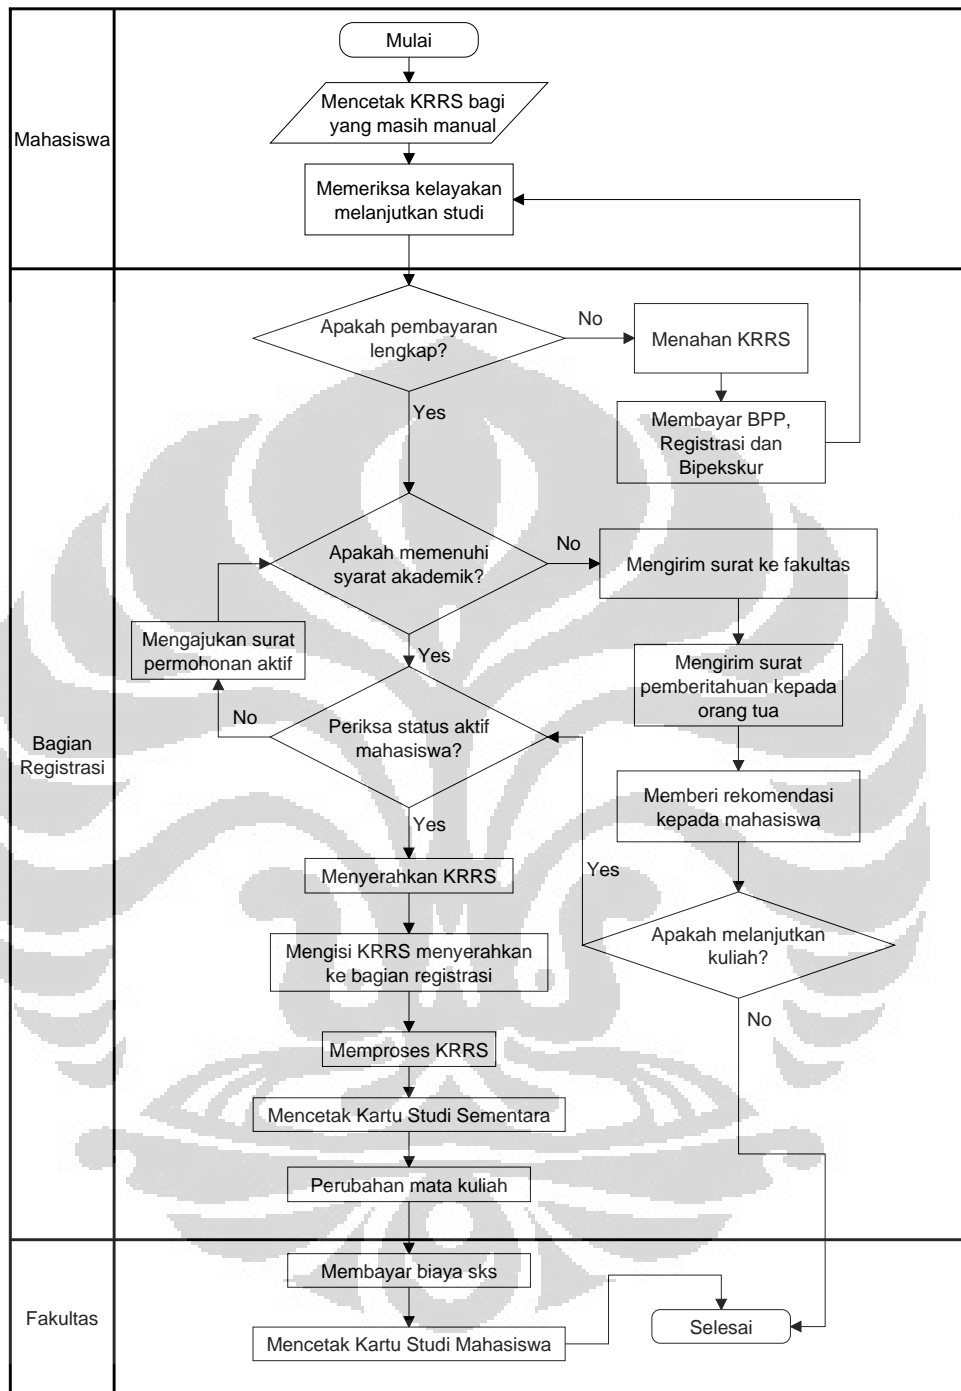 Mahasiswa
Mulai
Mencetak KRRS bagi
yang masih manual
Memeriksa kelayakan
melanjutkan studi
Bagian
Registrasi
Apakah pembayaran
lengkap?
No
Menahan KRRS
Yes
Membayar BPP,
Registrasi dan
Bipekskur
Apakah memenuhi
syarat akademik?
No
Mengirim surat ke fakultas
Mengajukan surat
permohonan aktif
Yes
Mengirim surat
pemberitahuan kepada
orang tua
No
Periksa status aktif
mahasiswa?
Memberi rekomendasi
kepada mahasiswa
Yes
Menyerahkan KRRS
Yes
Apakah melanjutkan
kuliah?
No
Mengisi KRRS menyerahkan
ke bagian registrasi
Memproses KRRS
Mencetak Kartu Studi Sementara
Perubahan mata kuliah
Fakultas
Membayar biaya sks
Mencetak Kartu Studi Mahasiswa
Selesai